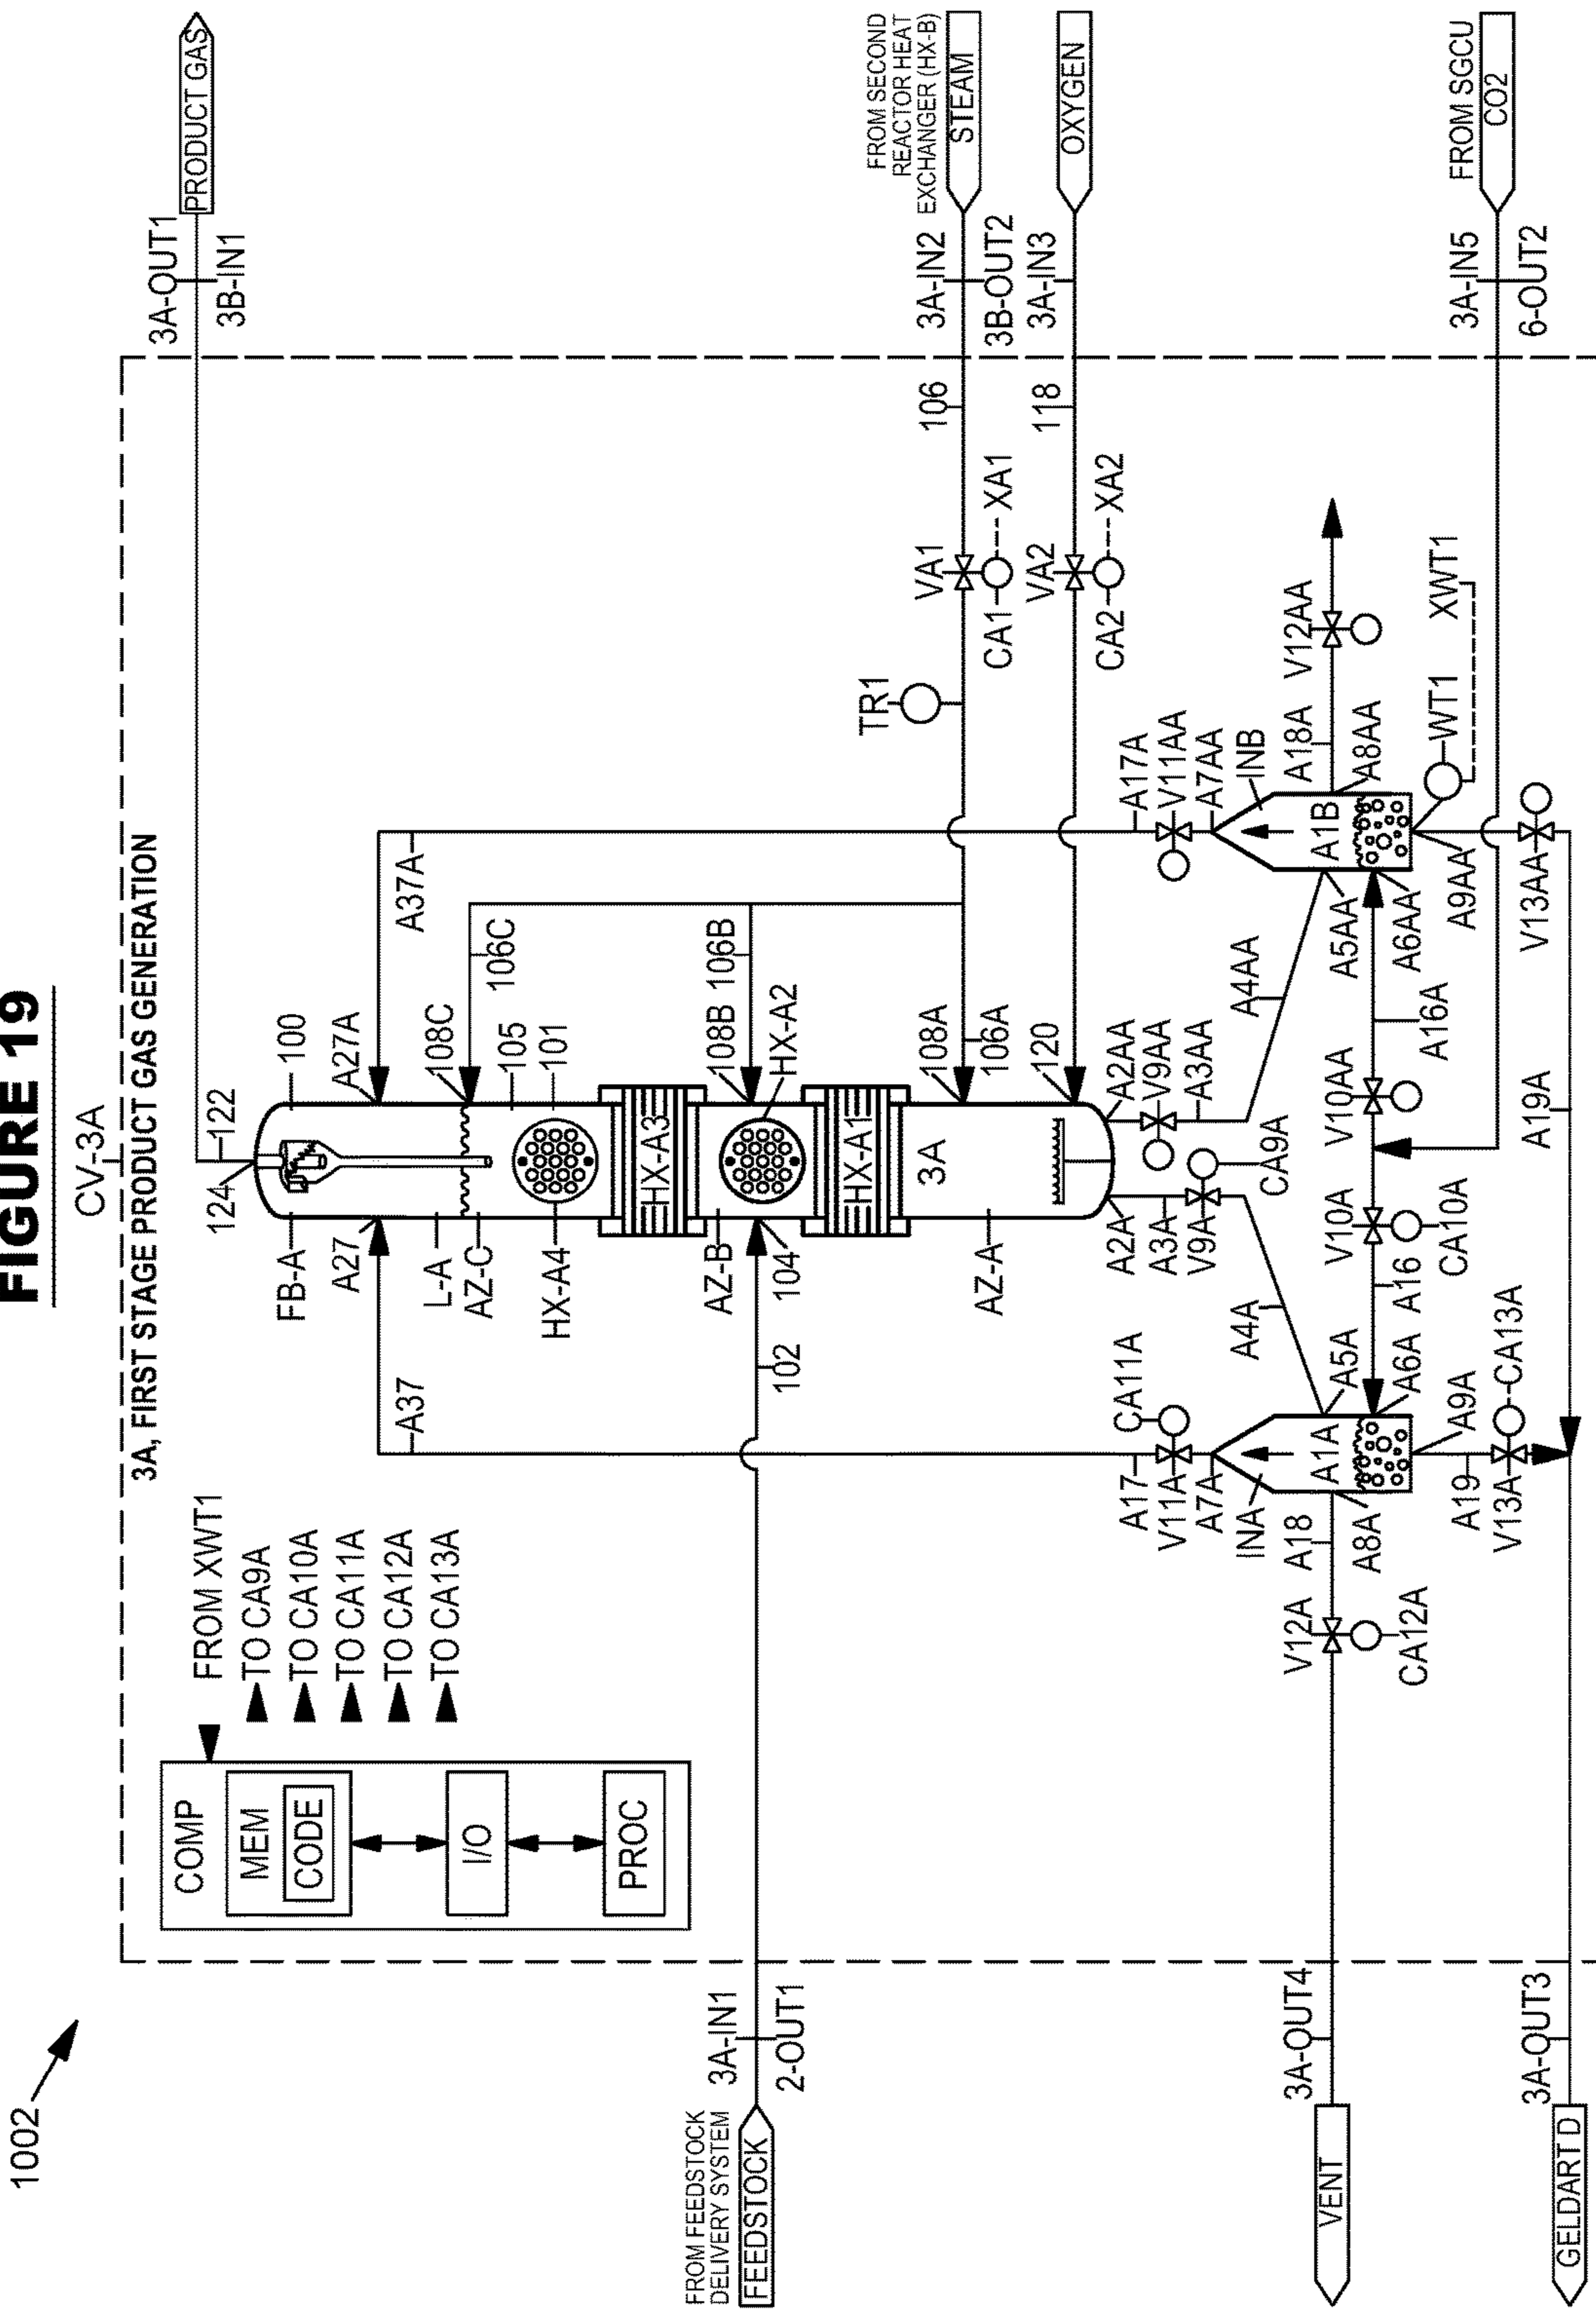 FIGURE 19
1002
CV-3A
3A, FIRST STAGE PRODUCT GAS GENERATION
COMP
MEM
CODE
I/O
PROC
FROM XWT1
TO CA9A
TO CA10A
TO CA11A
TO CA12A
TO CA13A
3A-OUT1
3B-IN1
PRODUCT GAS
124
122
FB-A
100
A27
A27A
A37
A37A
L-A
AZ-C
108C
106C
105
101
HX-A4
HX-A3
AZ-B
108B
106B
HX-A2
104
102
HX-A1
3A
AZ-A
108A
106A
120
FROM FEEDSTOCK
DELIVERY SYSTEM
FEEDSTOCK
3A-IN1
2-OUT1
FROM SECOND
REACTOR HEAT
EXCHANGER (HX-B)
STEAM
3A-IN2
3B-OUT2
106
VA1
CA1
XA1
TR1
OXYGEN
3A-IN3
118
VA2
CA2
XA2
A2A
A3A
V9A
CA9A
A2AA
V9AA
A3AA
A4A
A4AA
A17
V11A
CA11A
A7A
INA
A1A
A5A
A6A
A8A
A18
V12A
CA12A
A9A
A19
V13A
CA13A
A16
V10A
CA10A
V10AA
A16A
A17A
V11AA
A7AA
INB
A1B
A5AA
A6AA
A18A
A8AA
V12AA
WT1
XWT1
A9AA
V13AA
A19A
FROM SGCU
CO2
3A-IN5
6-OUT2
3A-OUT4
VENT
3A-OUT3
GELDART D